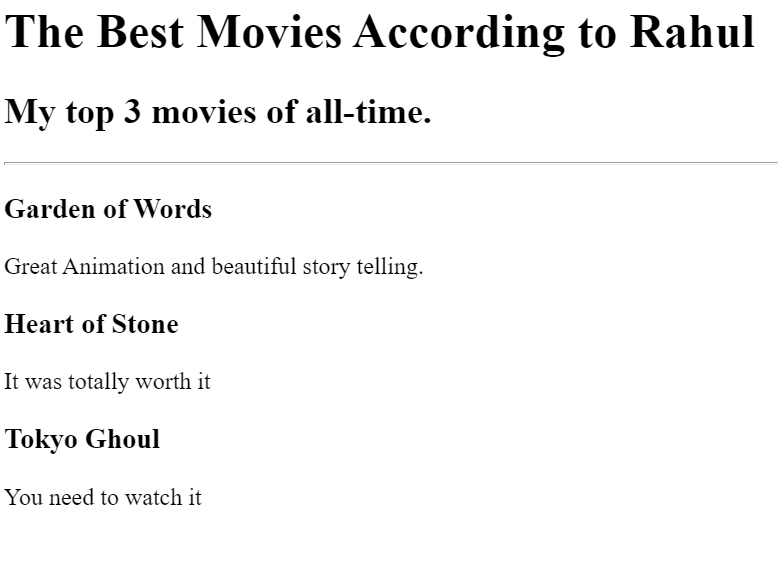 The Best Movies According to Rahul
My top 3 movies of all-time.
Garden of Words
Great Animation and beautiful story telling.
Heart of Stone
It was totally worth it
Tokyo Ghoul
You need to watch it